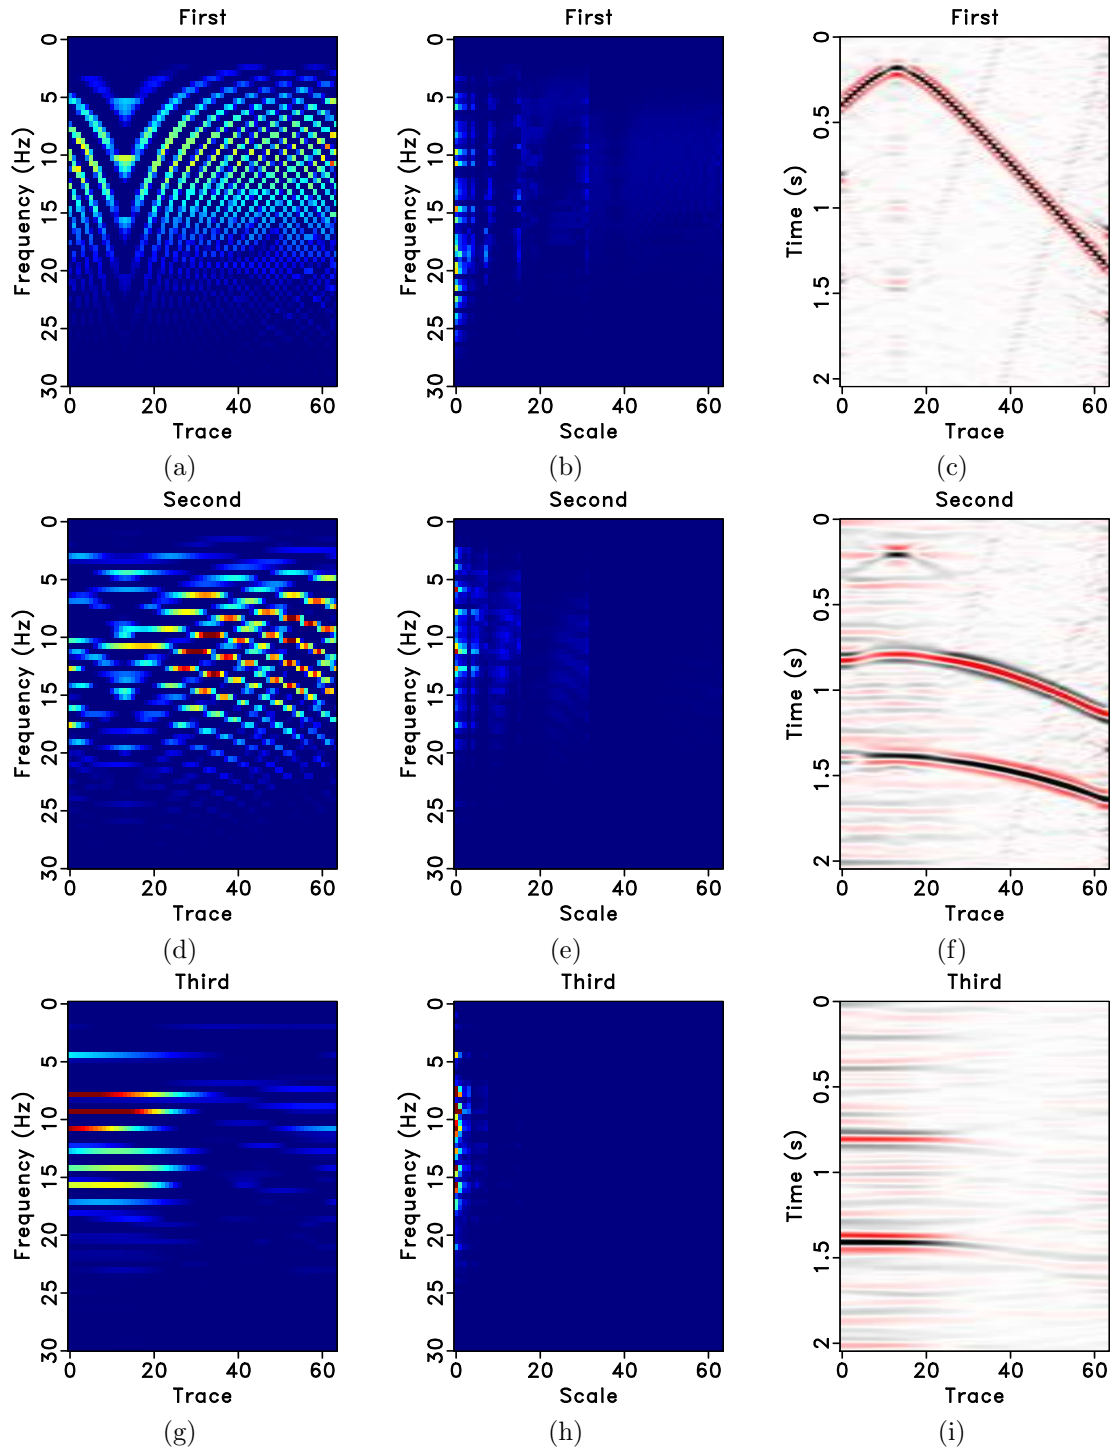 First First First
0 5 10 15 20 25 30 Frequency (Hz) 0 5 10 15 20 25 30 Frequency (Hz) 0 0.5 1 1.5 2 Time (s)
0 20 40 60 0 20 40 60 0 20 40 60
Trace Scale Trace
(a) (b) (c)
Second Second Second
0 5 10 15 20 25 30 Frequency (Hz) 0 5 10 15 20 25 30 Frequency (Hz) 0 0.5 1 1.5 2 Time (s)
0 20 40 60 0 20 40 60 0 20 40 60
Trace Scale Trace
(d) (e) (f)
Third Third Third
0 5 10 15 20 25 30 Frequency (Hz) 0 5 10 15 20 25 30 Frequency (Hz) 0 0.5 1 1.5 2 Time (s)
0 20 40 60 0 20 40 60 0 20 40 60
Trace Scale Trace
(g) (h) (i)